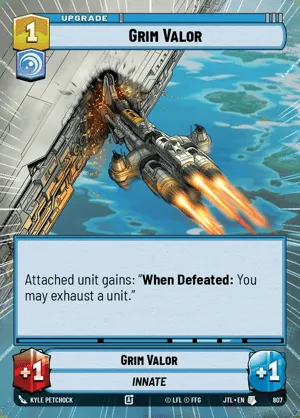 UPGRADE
1
GRIM VALOR
Attached unit gains: "When Defeated: You
may exhaust a unit."
+1
GRIM VALOR
+1
INNATE
KYLE PETCHOCK
© LFL © FFG
JTL • EN
807